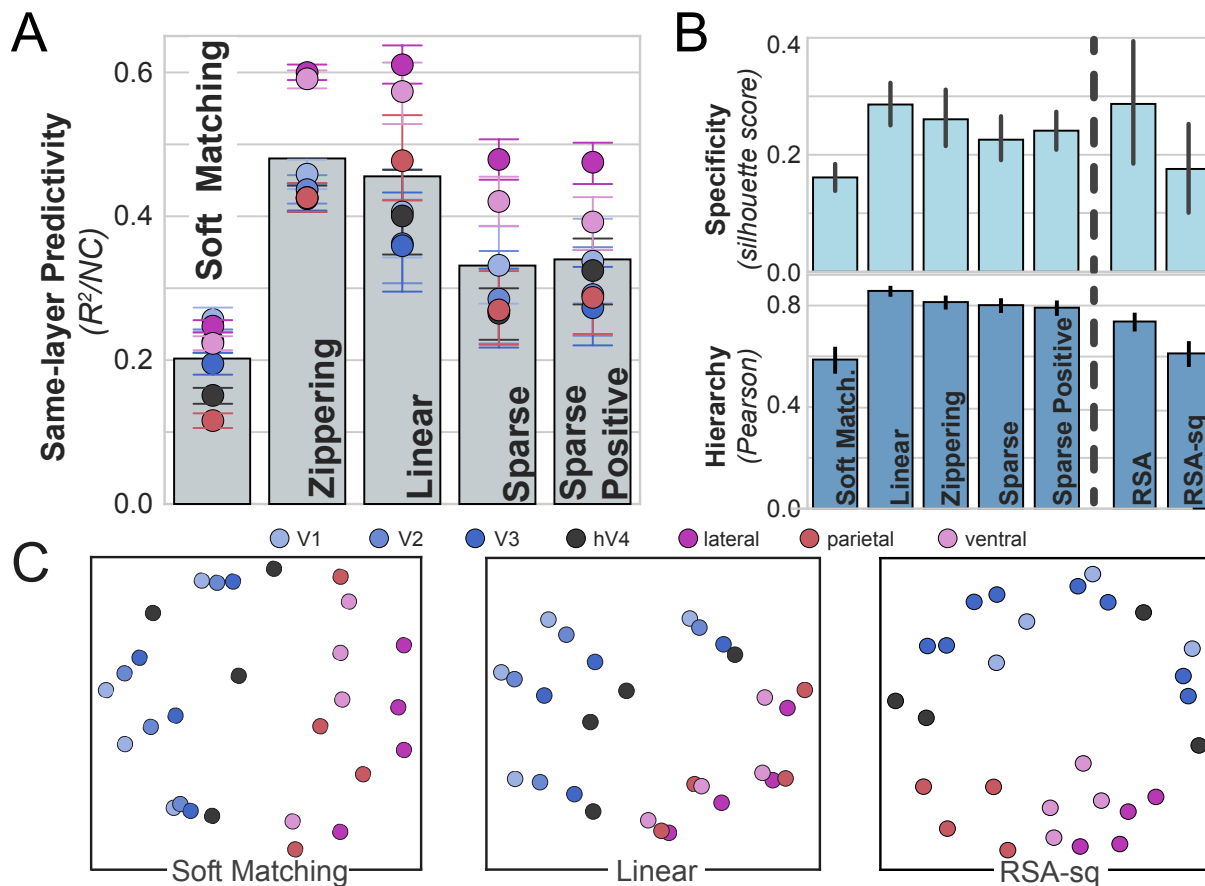 A
Same-layer Predictivity
(R²/NC)
0.6
0.4
0.2
0.0
Soft Matching
Zippering
Linear
Sparse
Sparse
Positive
B
Specificity
(silhouette score)
0.4
0.2
0.0
Hierarchy
(Pearson)
0.8
0.4
0.0
Soft Match.
Linear
Zippering
Sparse
Sparse Positive
RSA
RSA-sq
V1 V2 V3 hV4 lateral parietal ventral
C
Soft Matching
Linear
RSA-sq